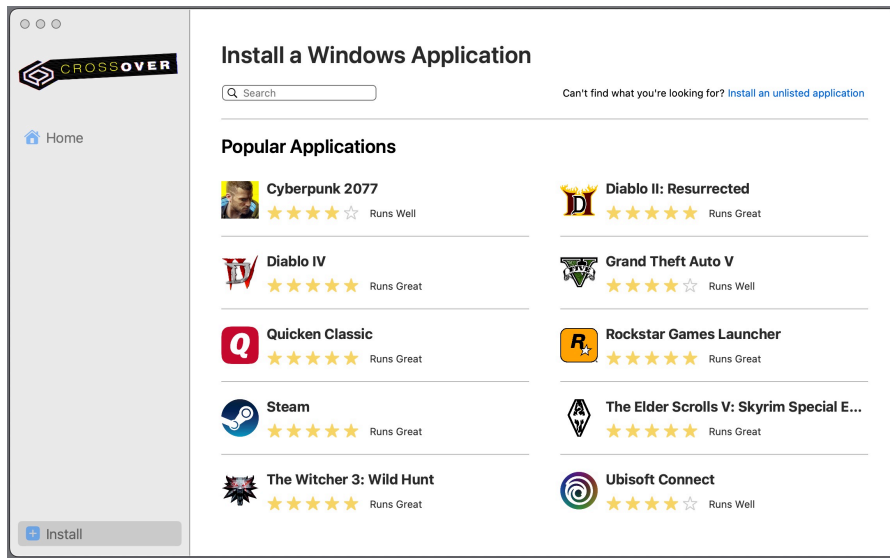 CROSSOVER
Home
Install
Install a Windows Application
Search
Can't find what you're looking for? Install an unlisted application
Popular Applications
Cyberpunk 2077
Runs Well
Diablo II: Resurrected
Runs Great
Diablo IV
Runs Great
Grand Theft Auto V
Runs Well
Quicken Classic
Runs Great
Rockstar Games Launcher
Runs Great
Steam
Runs Great
The Elder Scrolls V: Skyrim Special E...
Runs Great
The Witcher 3: Wild Hunt
Runs Great
Ubisoft Connect
Runs Well